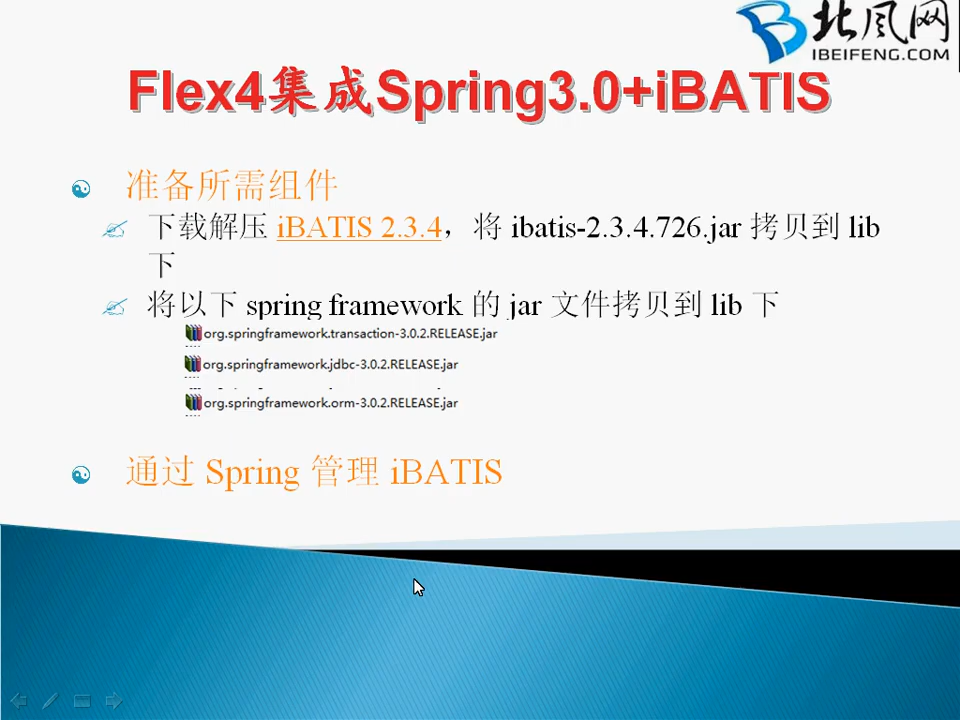 北风网
IBEIFENG.COM
Flex4集成Spring3.0+iBATIS
准备所需组件
下载解压 iBATIS 2.3.4，将 ibatis-2.3.4.726.jar 拷贝到 lib
下
将以下 spring framework 的 jar 文件拷贝到 lib 下
org.springframework.transaction-3.0.2.RELEASE.jar
org.springframework.jdbc-3.0.2.RELEASE.jar
org.springframework.orm-3.0.2.RELEASE.jar
通过 Spring 管理 iBATIS